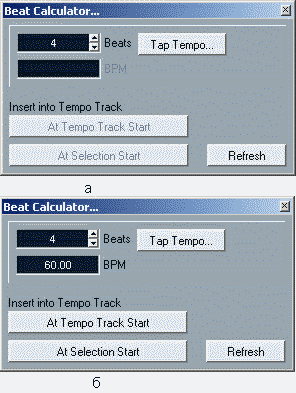 Beat Calculator...
4 Beats Tap Tempo...
BPM
Insert into Tempo Track
At Tempo Track Start
At Selection Start Refresh
а
Beat Calculator...
4 Beats Tap Tempo...
60.00 BPM
Insert into Tempo Track
At Tempo Track Start
At Selection Start Refresh
б